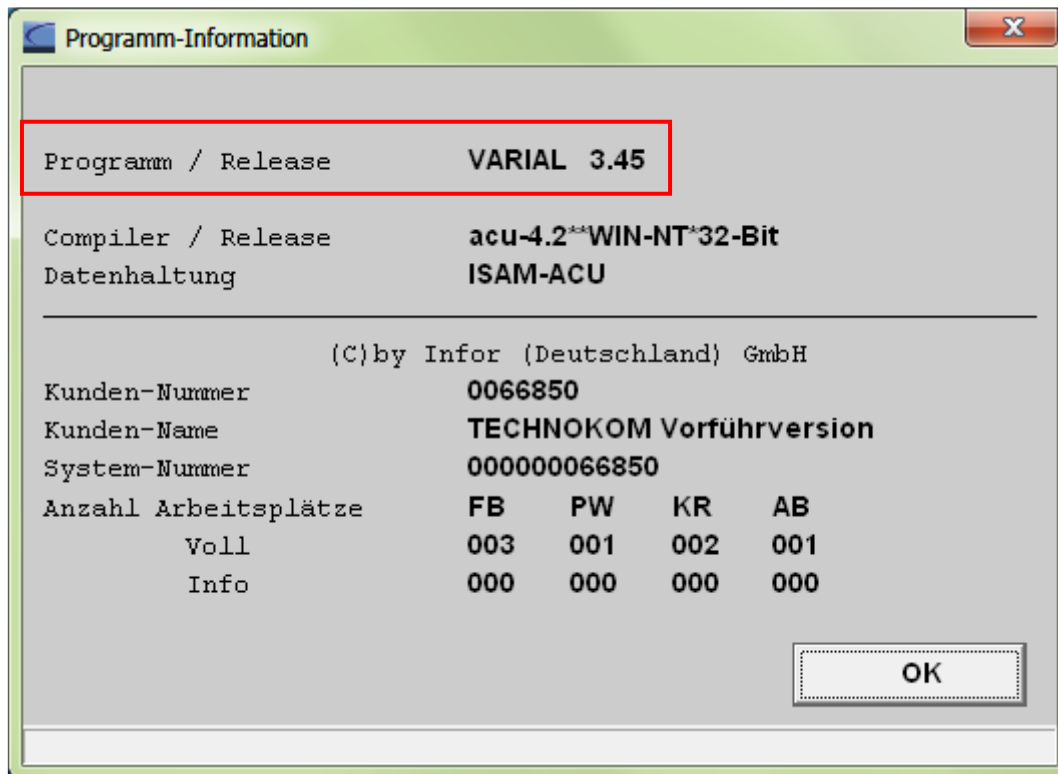 Programm-Information
Programm / Release VARIAL 3.45
Compiler / Release acu-4.2**WIN-NT*32-Bit
Datenhaltung ISAM-ACU
(C)by Infor (Deutschland) GmbH
Kunden-Nummer 0066850
Kunden-Name TECHNOKOM Vorführversion
System-Nummer 000000066850
Anzahl Arbeitsplätze FB PW KR AB
Voll 003 001 002 001
Info 000 000 000 000
OK